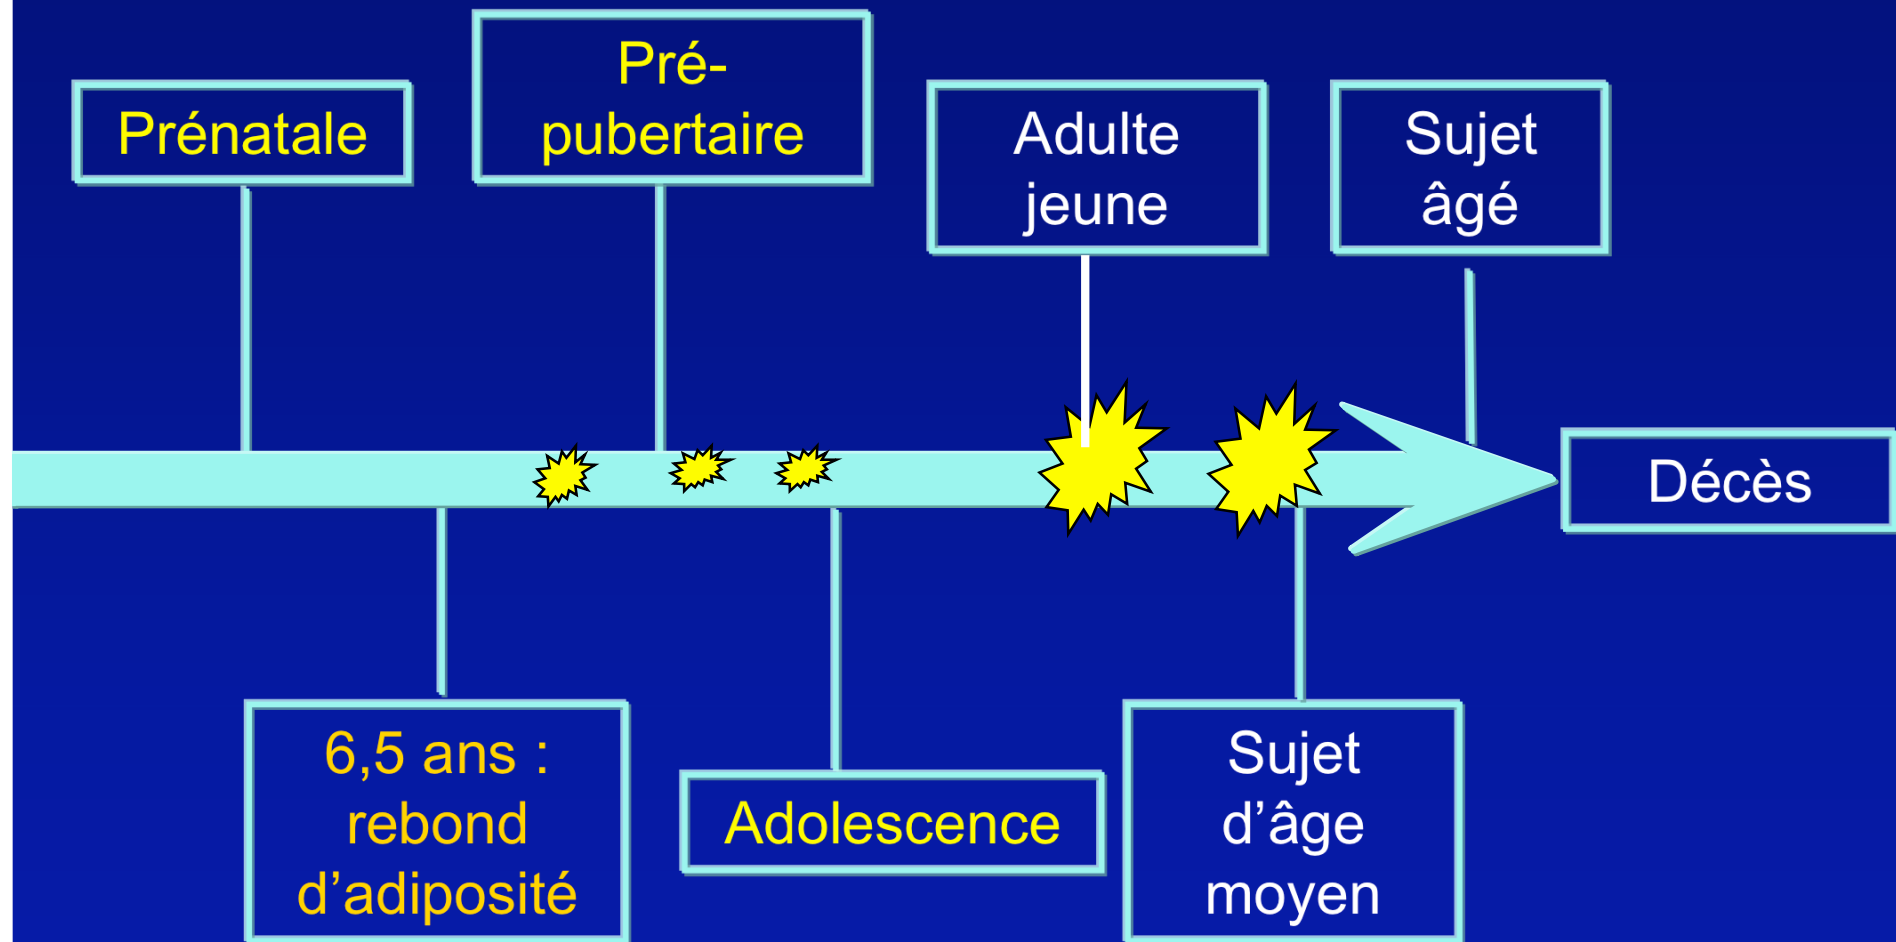 Prénatale
Pré-
pubertaire
Adulte
jeune
Sujet
âgé
Décès
6,5 ans :
rebond
d’adiposité
Adolescence
Sujet
d’âge
moyen